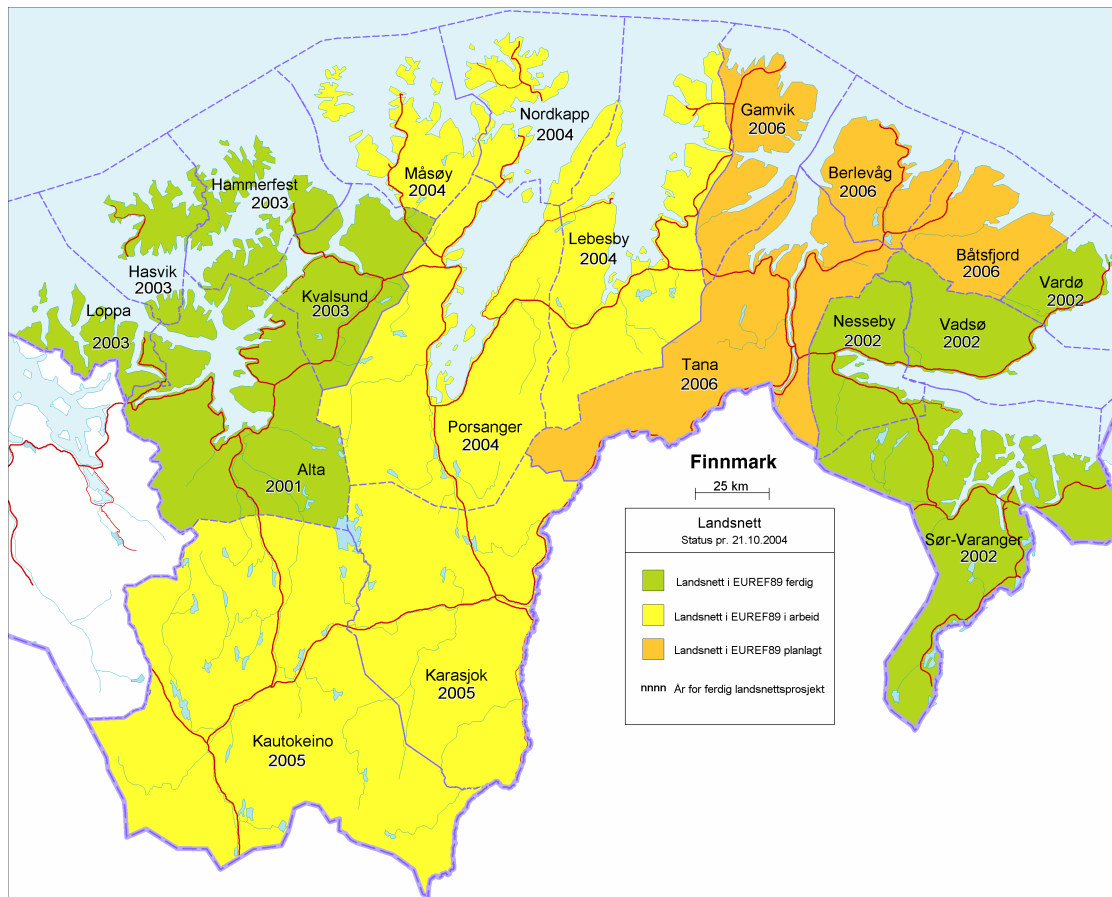 Gamvik
2006
Nordkapp
2004
Berlevåg
2006
Måsøy
2004
Hammerfest
2003
Lebesby
2004
Båtsfjord
2006
Hasvik
2003
Kvalsund
2003
Vardø
2002
Loppa
2003
Nesseby
2002
Vadsø
2002
Tana
2006
Porsanger
2004
Alta
2001
Finnmark
25 km
Landsnett
Status pr. 21.10.2004
Landsnett i EUREF89 ferdig
Landsnett i EUREF89 i arbeid
Landsnett i EUREF89 planlagt
nnnn År for ferdig landsnettsprosjekt
Sør-Varanger
2002
Karasjok
2005
Kautokeino
2005